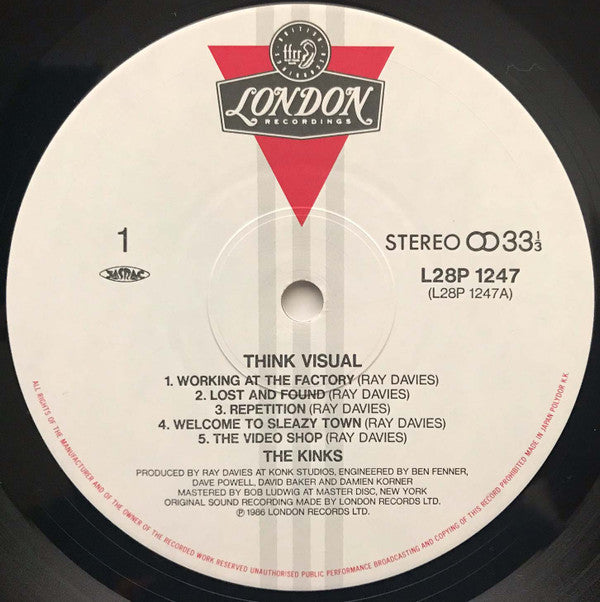 UNITED
ffrr
RECORDINGS
LONDON
RECORDINGS
1
STEREO 33 1/3
JASRAC
L28P 1247
(L28P 1247A)
THINK VISUAL
1. WORKING AT THE FACTORY (RAY DAVIES)
2. LOST AND FOUND (RAY DAVIES)
3. REPETITION (RAY DAVIES)
4. WELCOME TO SLEAZY TOWN (RAY DAVIES)
5. THE VIDEO SHOP (RAY DAVIES)
THE KINKS
PRODUCED BY RAY DAVIES AT KONK STUDIOS, ENGINEERED BY BEN FENNER,
DAVE POWELL, DAVID BAKER AND DAMIEN KORNER
MASTERED BY BOB LUDWIG AT MASTER DISC, NEW YORK
ORIGINAL SOUND RECORDING MADE BY LONDON RECORDS LTD.
℗ 1986 LONDON RECORDS LTD.
ALL RIGHTS OF THE MANUFACTURER AND OF THE OWNER OF THE RECORDED WORK RESERVED UNAUTHORISED PUBLIC PERFORMANCE BROADCASTING AND COPYING OF THIS RECORD PROHIBITED MADE IN JAPAN POLYDOR K.K.